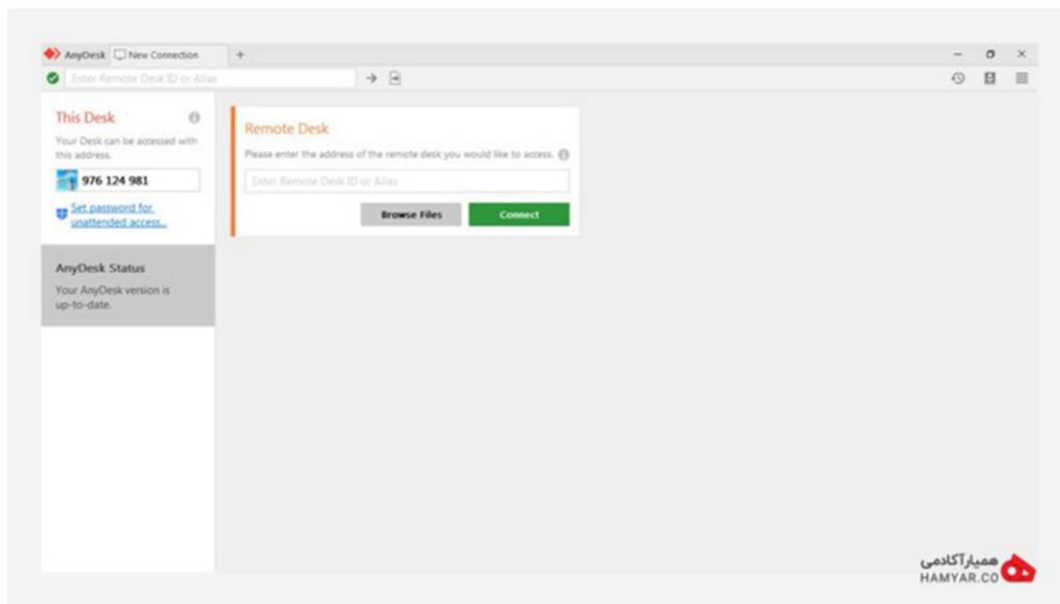 AnyDesk
New Connection
+
Enter Remote Desk ID or Alias
This Desk
Your Desk can be accessed with
this address.
976 124 981
Set password for
unattended access..
AnyDesk Status
Your AnyDesk version is
up-to-date.
Remote Desk
Please enter the address of the remote desk you would like to access.
Enter Remote Desk ID or Alias
Browse Files
Connect
همیارآکادمی
HAMYAR.CO